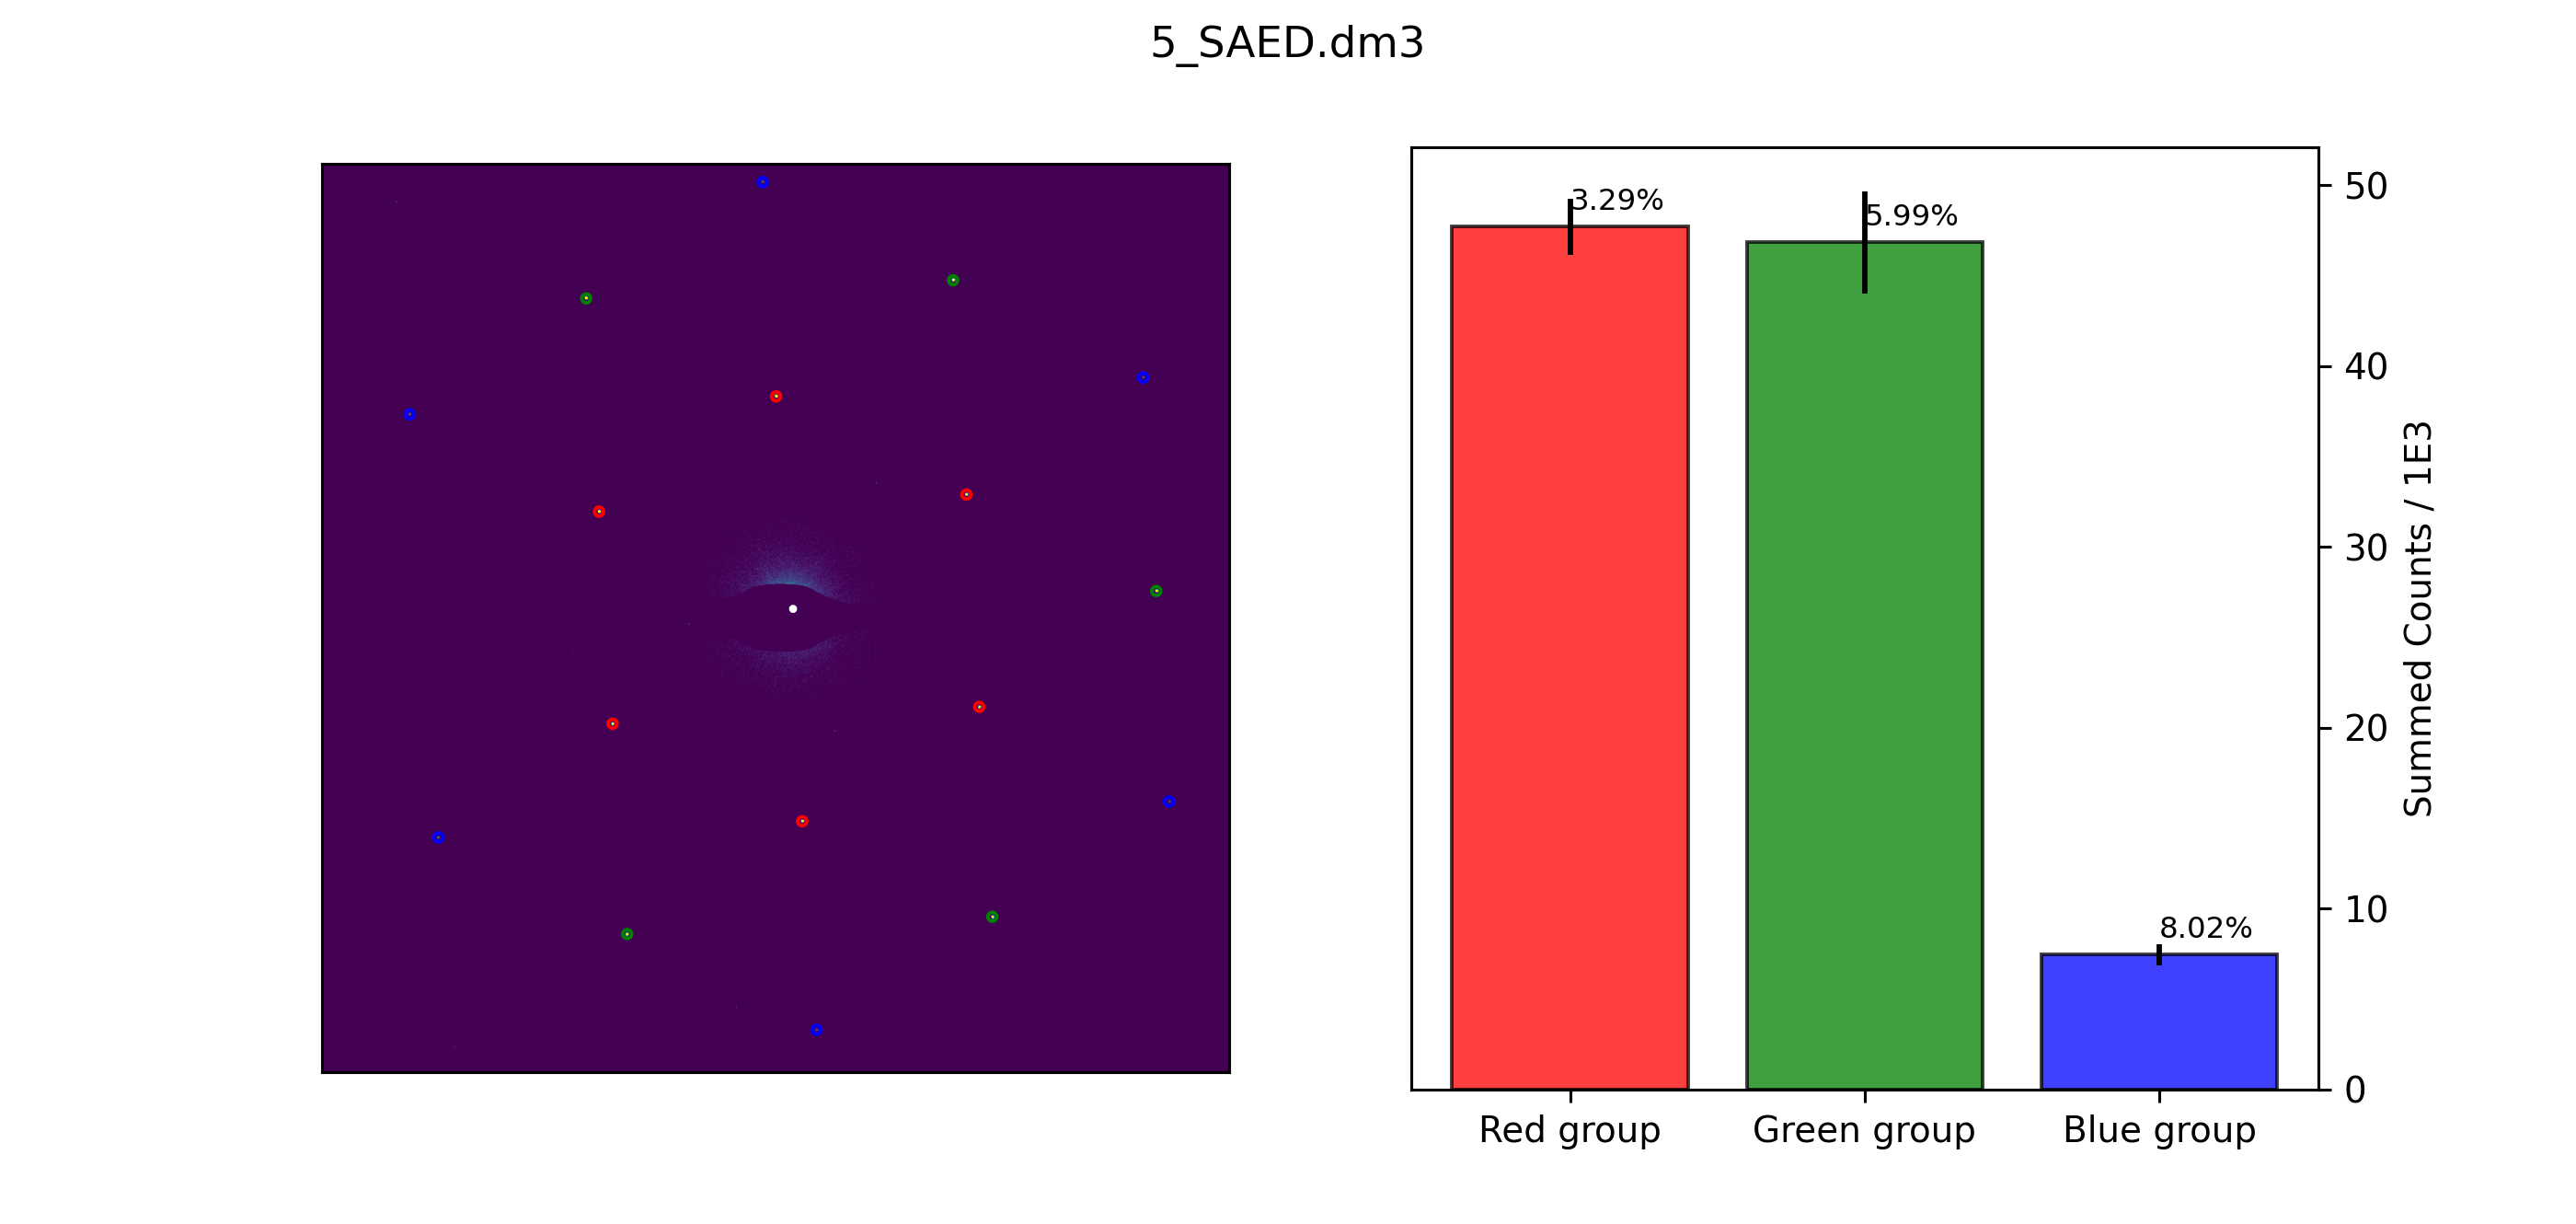 5_SAED.dm3
3.29%
5.99%
8.02%
50
40
30
20
10
0
Summed Counts / 1E3
Red group
Green group
Blue group